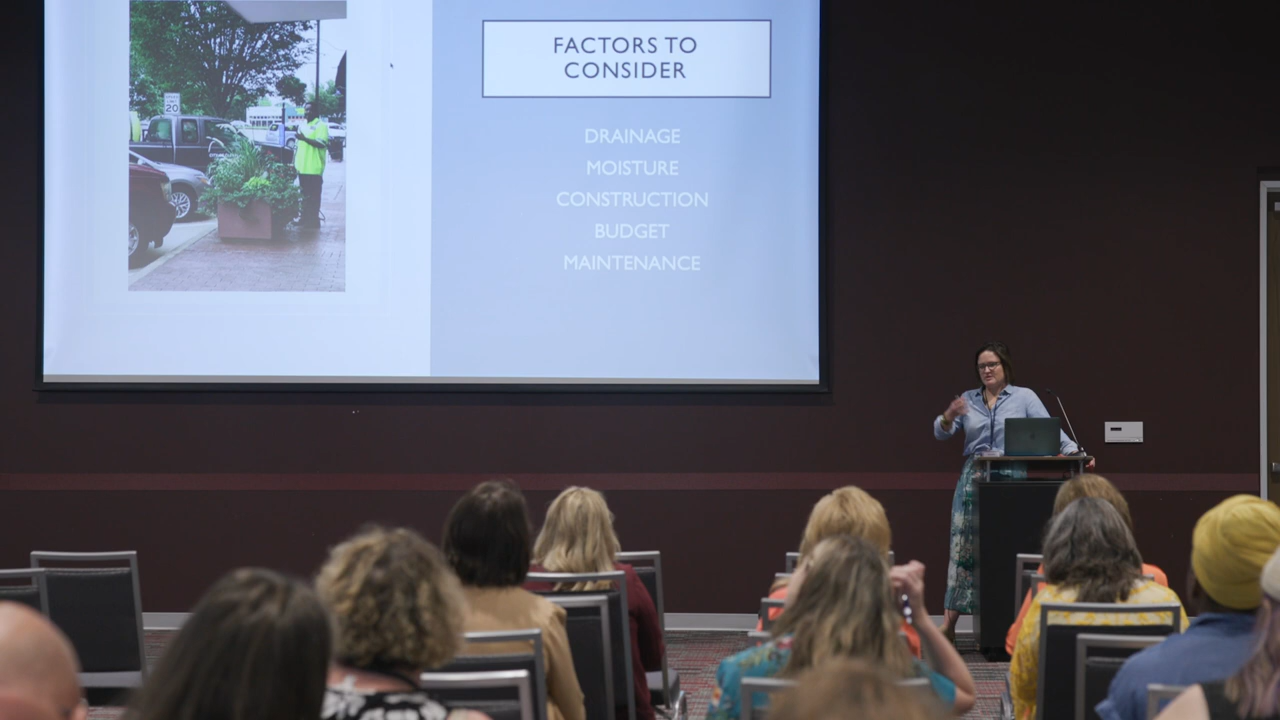 FACTORS TO
CONSIDER
DRAINAGE
MOISTURE
CONSTRUCTION
BUDGET
MAINTENANCE
20